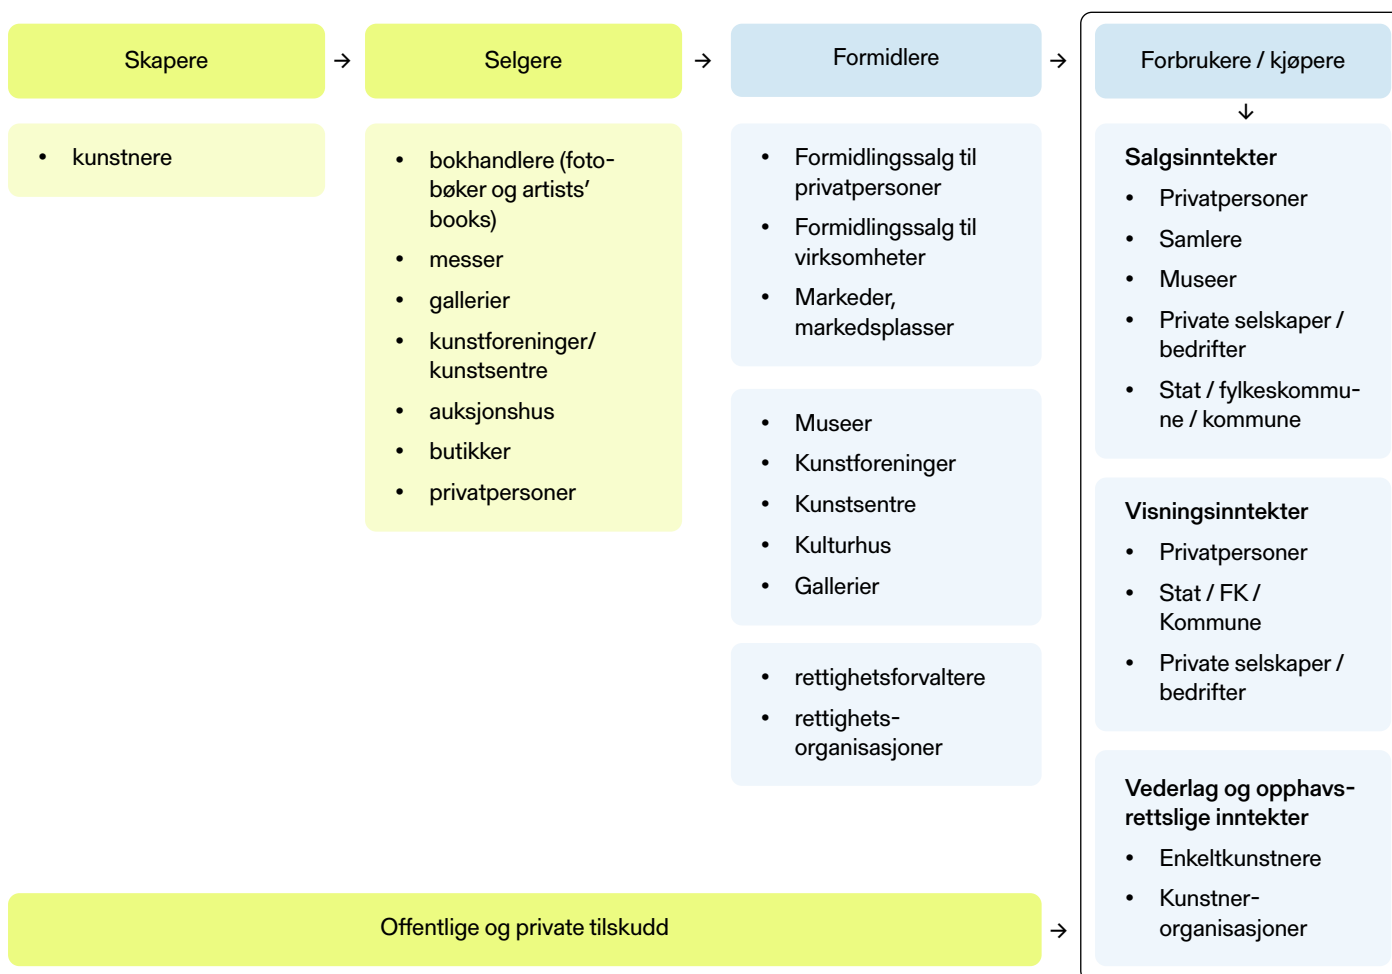 Skapere → Selgere → Formidlere → Forbrukere / kjøpere
↓
• kunstnere
• bokhandlere (foto-
bøker og artists’
books)
• messer
• gallerier
• kunstforeninger/
kunstsentre
• auksjonshus
• butikker
• privatpersoner
• Formidlingssalg til
privatpersoner
• Formidlingssalg til
virksomheter
• Markeder,
markedsplasser
• Museer
• Kunstforeninger
• Kunstsentre
• Kulturhus
• Gallerier
• rettighetsforvaltere
• rettighets-
organisasjoner
Salgsinntekter
• Privatpersoner
• Samlere
• Museer
• Private selskaper /
bedrifter
• Stat / fylkeskommu-
ne / kommune
Visningsinntekter
• Privatpersoner
• Stat / FK /
Kommune
• Private selskaper /
bedrifter
Vederlag og opphavs-
rettslige inntekter
• Enkeltkunstnere
• Kunstner-
organisasjoner
Offentlige og private tilskudd →